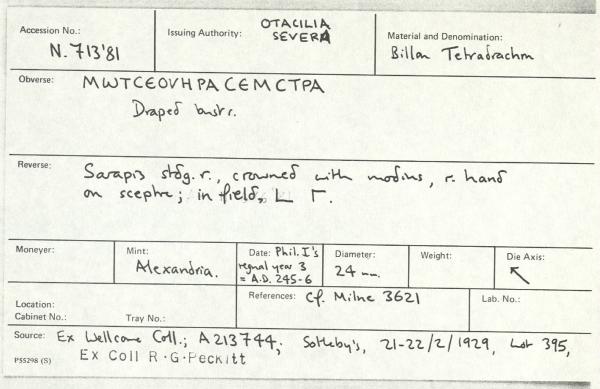 Accession No.: N.713'81
Issuing Authority: OTACILIA SEVERA
Material and Denomination: Billon Tetradrachm
Obverse: MWTCEOVHPA CEM CTPA
Draped bust r.
Reverse: Sarapis stdg. r., crowned with modius, r. hand
on sceptre; in field, L Γ.
Moneyer:
Mint: Alexandria.
Date: Phil. I's
regnal year 3
= A.D. 245-6
Diameter: 24 mm.
Weight:
Die Axis: ↖
Location:
Cabinet No.: Tray No.:
References: Cf. Milne 3621
Lab. No.:
Source: Ex Wellcome Coll.; A213744; Sotheby's, 21-22/2/1929, Lot 395,
P55298 (S) Ex Coll R.G.Peckitt